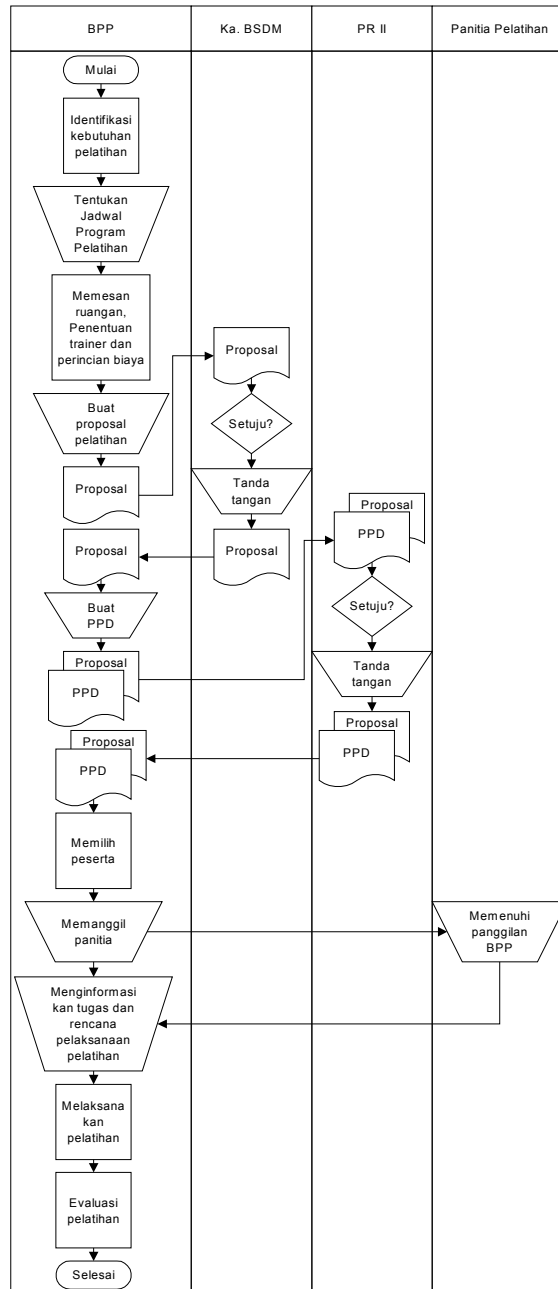 BPP
Ka. BSDM
PR II
Panitia Pelatihan
Mulai
Identifikasi
kebutuhan
pelatihan
Tentukan
Jadwal
Program
Pelatihan
Memesan
ruangan,
Penentuan
trainer dan
perincian biaya
Buat
proposal
pelatihan
Proposal
Proposal
Setuju?
Tanda
tangan
Proposal
Proposal
Buat
PPD
Proposal
PPD
Proposal
PPD
Setuju?
Tanda
tangan
Proposal
PPD
Proposal
PPD
Memilih
peserta
Memanggil
panitia
Memenuhi
panggilan
BPP
Menginformasi
kan tugas dan
rencana
pelaksanaan
pelatihan
Melaksana
kan
pelatihan
Evaluasi
pelatihan
Selesai